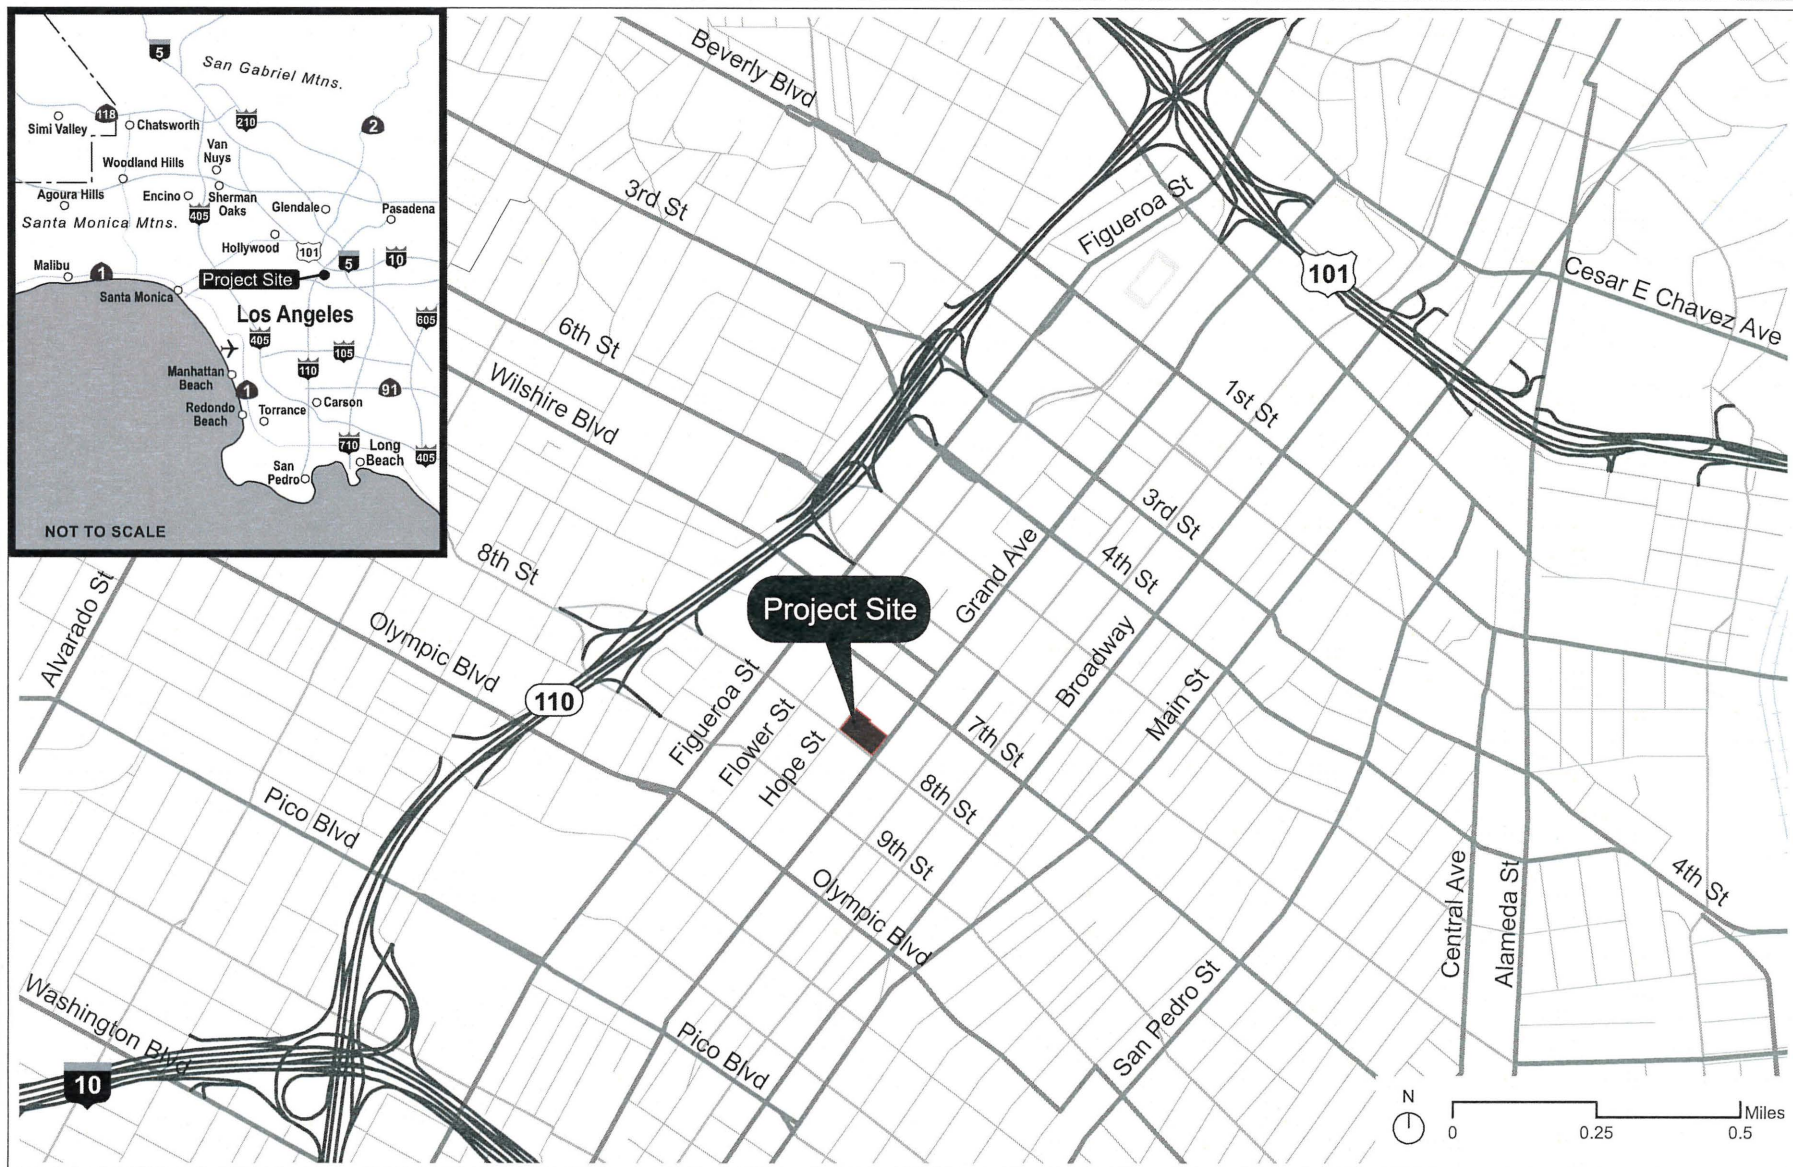 5
San Gabriel Mtns.
118
Simi Valley
Chatsworth
210
2
Van
Nuys
Woodland Hills
Agoura Hills
Encino
Sherman
Oaks
405
Glendale
Pasadena
Santa Monica Mtns.
Hollywood
101
5
10
Malibu
1
Project Site
Santa Monica
Los Angeles
605
405
105
110
Manhattan
Beach
1
91
Redondo
Beach
Torrance
Carson
710
Long
Beach
405
San
Pedro
NOT TO SCALE
Beverly Blvd
3rd St
Figueroa St
101
Cesar E Chavez Ave
6th St
Wilshire Blvd
1st St
3rd St
4th St
8th St
Grand Ave
Project Site
Alvarado St
Olympic Blvd
110
Figueroa St
Flower St
Hope St
Broadway
Main St
7th St
8th St
9th St
Pico Blvd
Olympic Blvd
Central Ave
Alameda St
4th St
Washington Blvd
10
Pico Blvd
San Pedro St
N
Miles
0
0.25
0.5